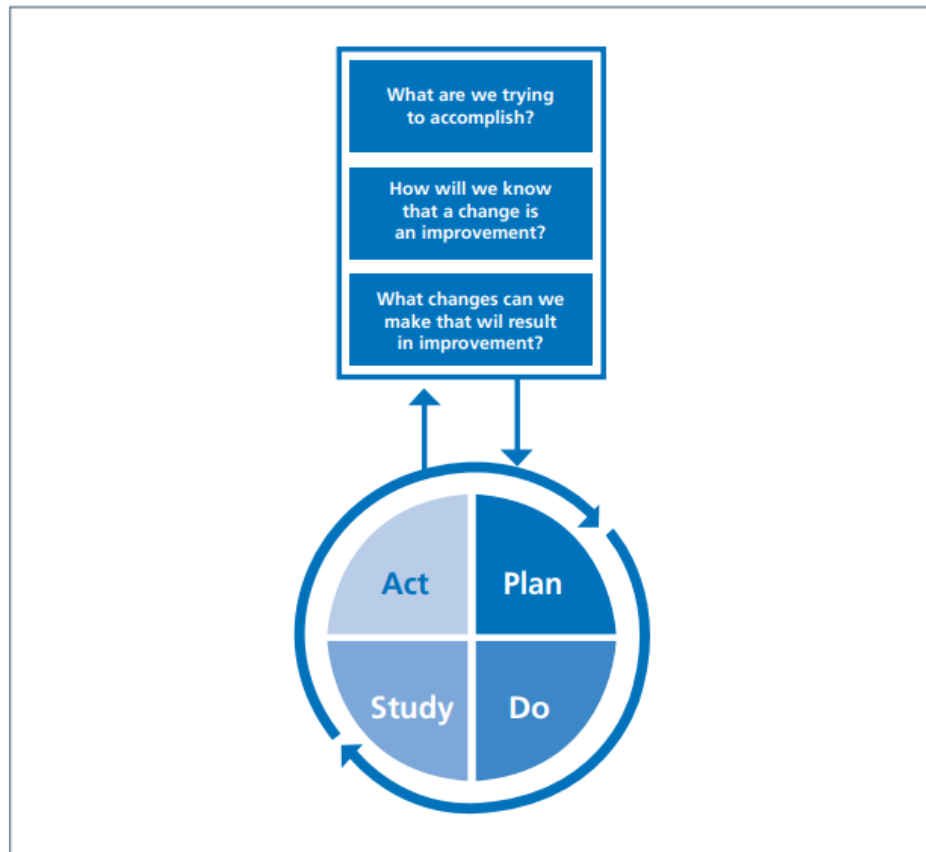 What are we trying
to accomplish?
How will we know
that a change is
an improvement?
What changes can we
make that wil result
in improvement?
Act
Plan
Study
Do